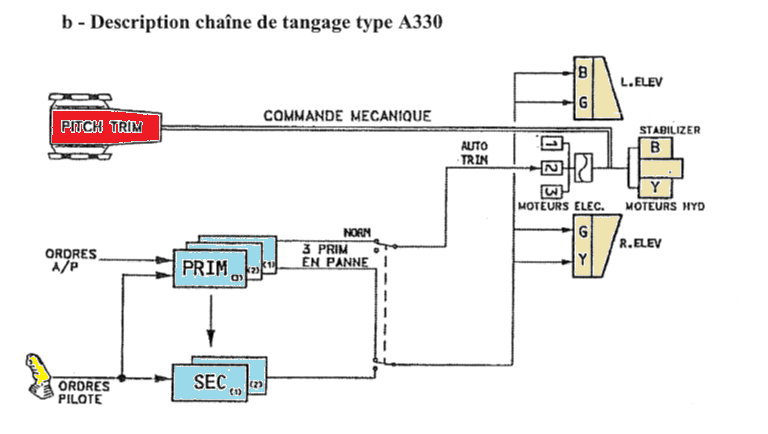 b - Description chaîne de tangage type A330
B
L.ELEV
G
COMMANDE MECANIQUE
PITCH TRIM
STABILIZER
AUTO
TRIM
1
2
3
B
Y
MOTEURS ELEC.
MOTEURS HYD
NORM
3 PRIM
EN PANNE
G
R.ELEV
Y
ORDRES
A/P
PRIM (3) (2) (1)
SEC (1) (2)
ORDRES
PILOTE